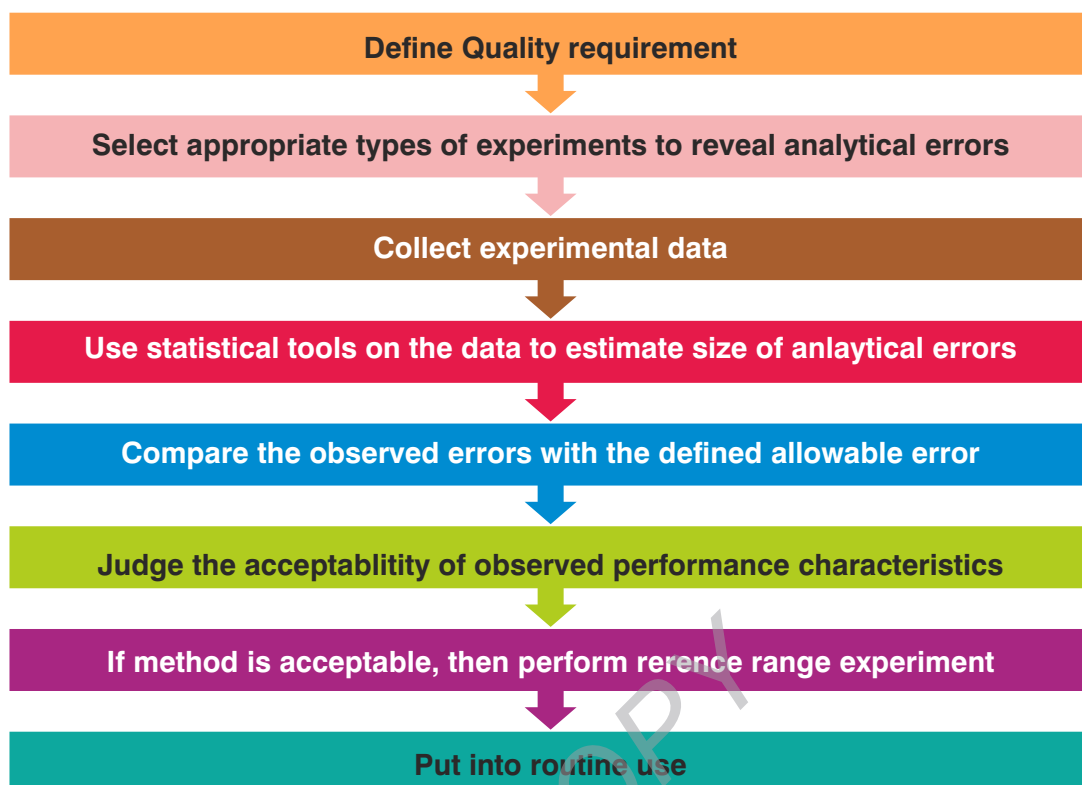 Define Quality requirement
Select appropriate types of experiments to reveal analytical errors
Collect experimental data
Use statistical tools on the data to estimate size of anlaytical errors
Compare the observed errors with the defined allowable error
Judge the acceptablitity of observed performance characteristics
If method is acceptable, then perform rerence range experiment
Put into routine use
OPY